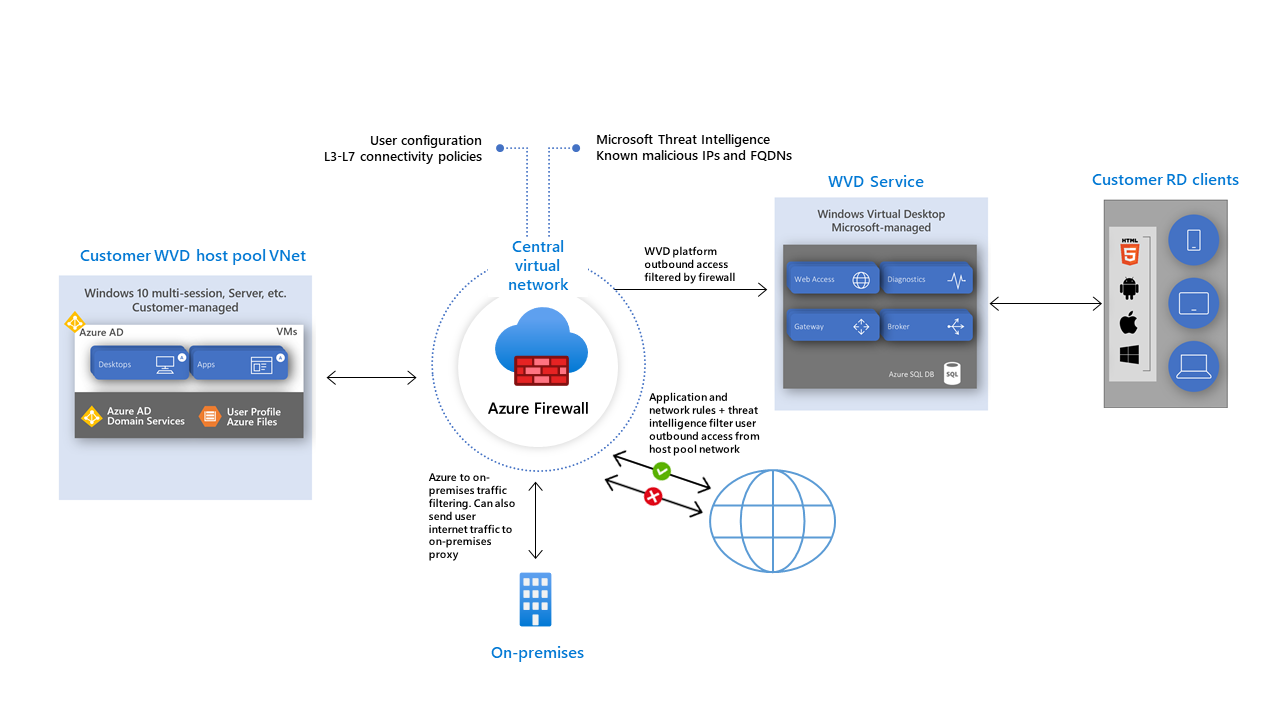 User configuration
L3-L7 connectivity policies
Microsoft Threat Intelligence
Known malicious IPs and FQDNs
WVD Service
Customer RD clients
Windows Virtual Desktop
Microsoft-managed
Web Access
Diagnostics
Gateway
Broker
Azure SQL DB
SQL
HTML
5
Customer WVD host pool VNet
Windows 10 multi-session, Server, etc.
Customer-managed
Azure AD
VMs
Desktops
Apps
Azure AD
Domain Services
User Profile
Azure Files
Central
virtual
network
Azure Firewall
WVD platform
outbound access
filtered by firewall
Application and
network rules + threat
intelligence filter user
outbound access from
host pool network
Azure to on-
premises traffic
filtering. Can also
send user
internet traffic to
on-premises
proxy
On-premises